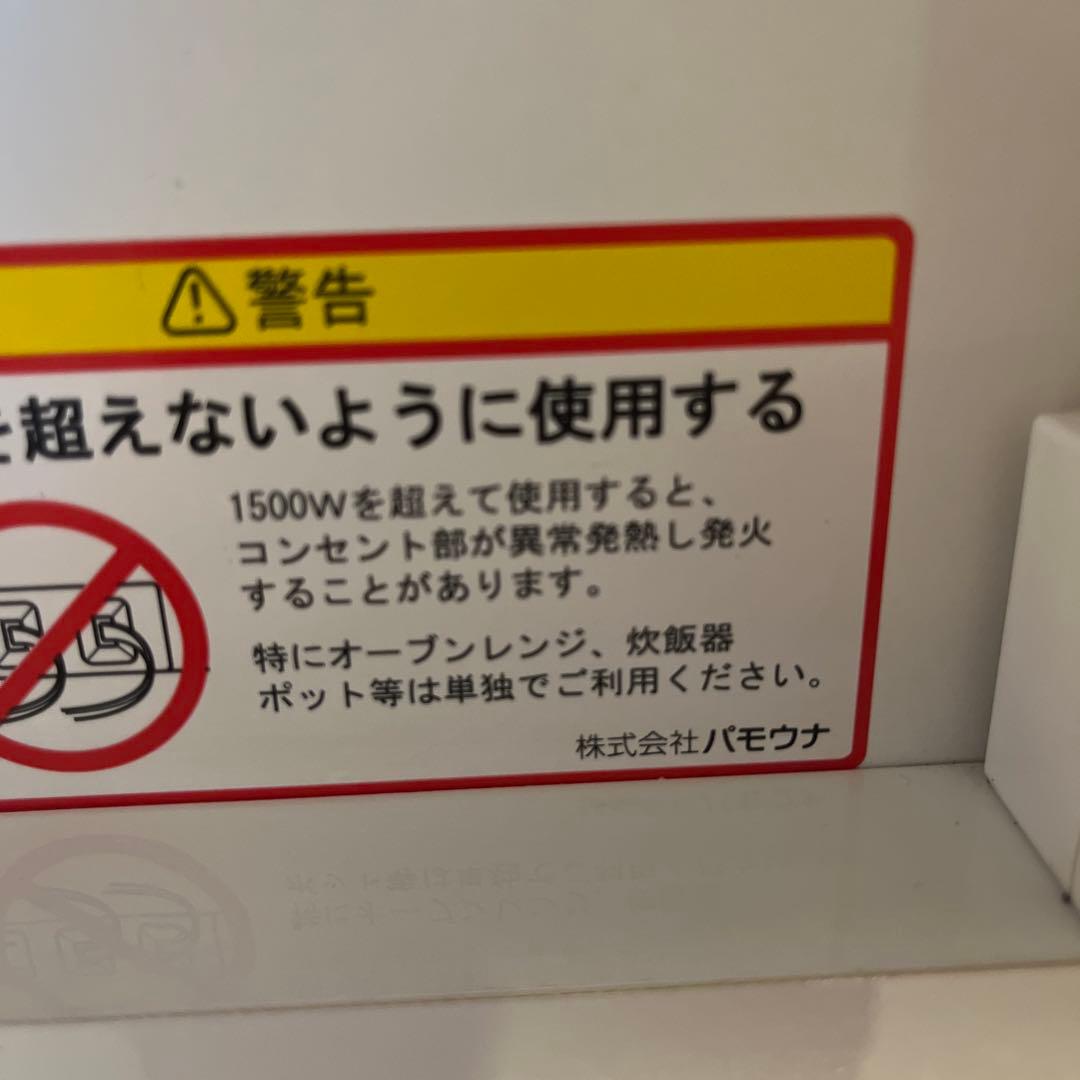 警告
を超えないように使用する
1500Wを超えて使用すると、
コンセント部が異常発熱し発火
することがあります。
特にオーブンレンジ、炊飯器
ポット等は単独でご利用ください。
株式会社パモウナ